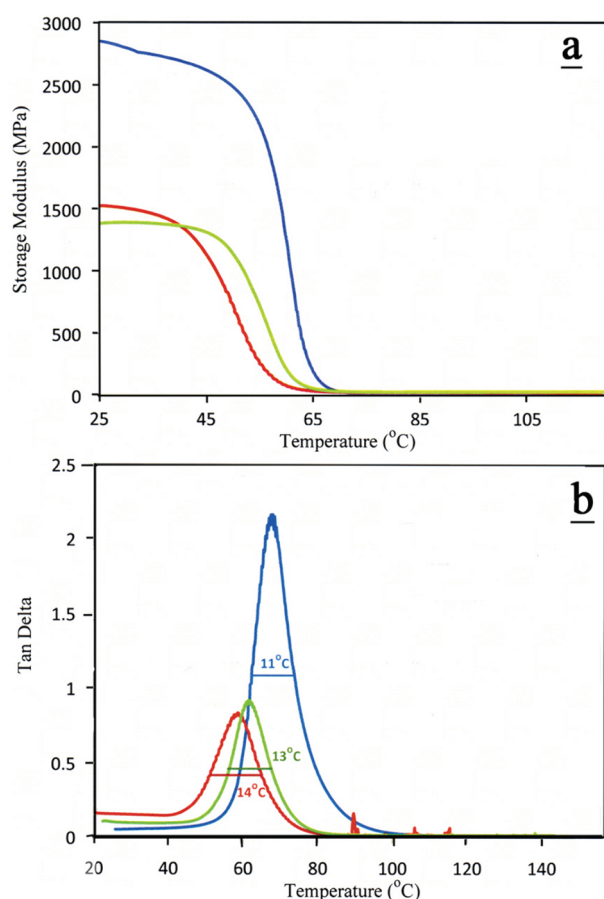 3000
a
2500
2000
1500
1000
500
0
Storage Modulus (MPa)
25 45 65 85 105
Temperature (°C)
2.5
b
2
1.5
1
0.5
0
Tan Delta
11°C
13°C
14°C
20 40 60 80 100 120 140
Temperature (°C)